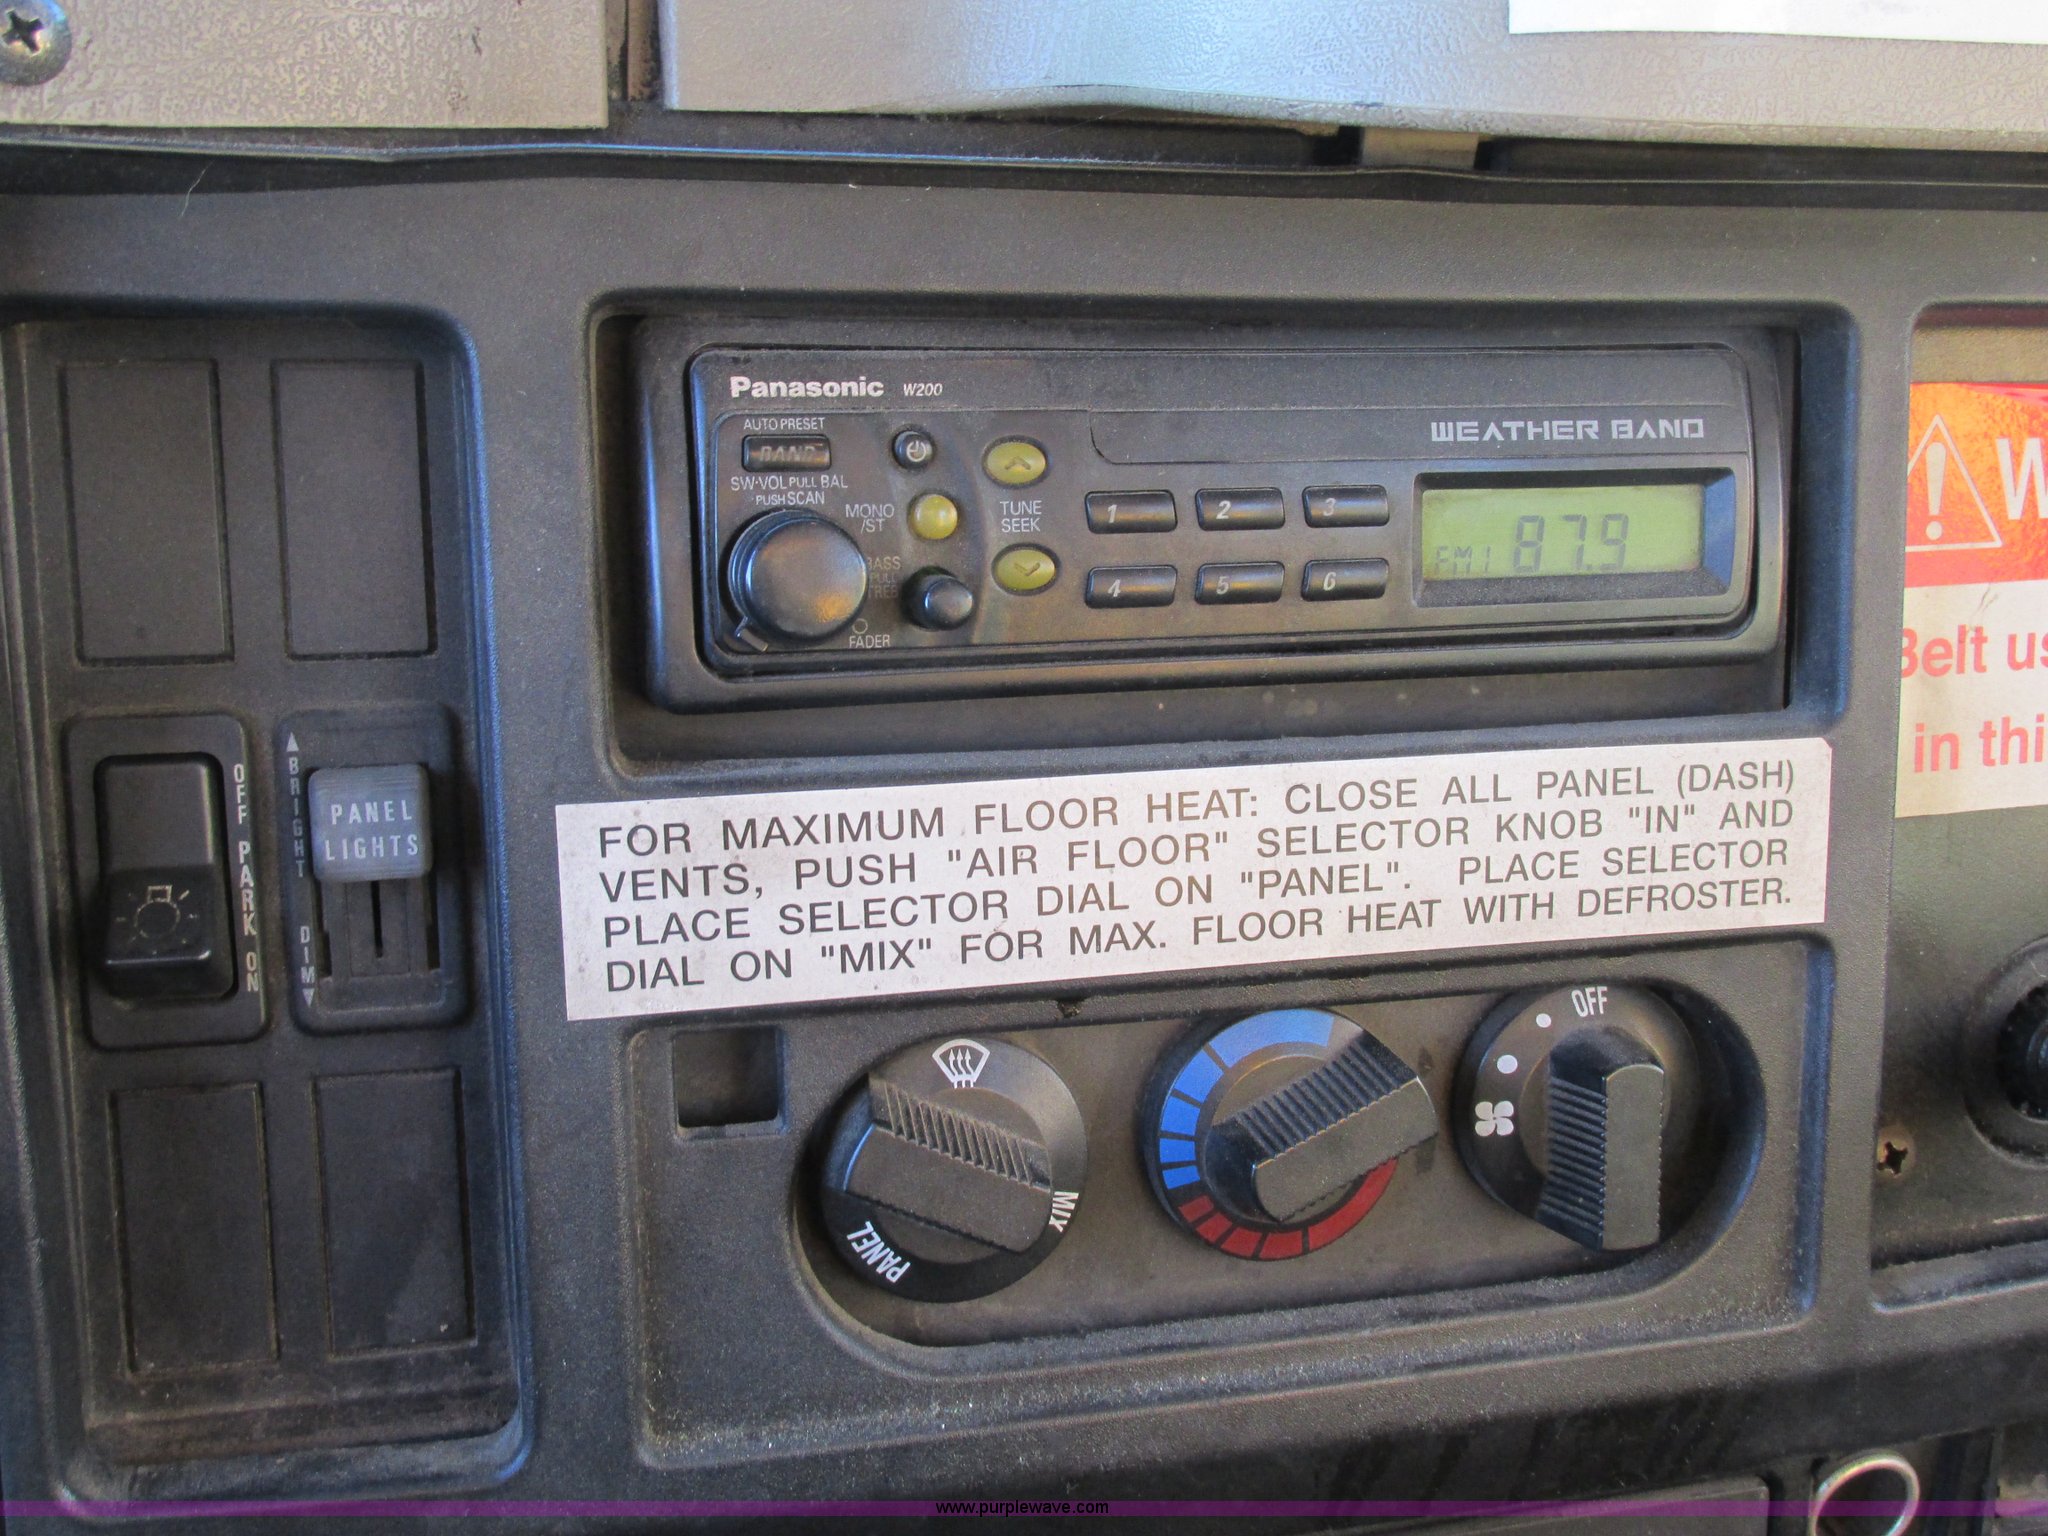 Panasonic W200
AUTO PRESET
BAND
SW·VOL PULL BAL
PUSH SCAN
MONO
/ST
BASS
PULL
TREB
FADER
TUNE
SEEK
1 2 3
4 5 6
WEATHER BAND
FM1 87.9
W
Belt us
in thi
OFF PARK ON
BRIGHT DIM
PANEL
LIGHTS
FOR MAXIMUM FLOOR HEAT: CLOSE ALL PANEL (DASH)
VENTS, PUSH "AIR FLOOR" SELECTOR KNOB "IN" AND
PLACE SELECTOR DIAL ON "PANEL". PLACE SELECTOR
DIAL ON "MIX" FOR MAX. FLOOR HEAT WITH DEFROSTER.
MIX
PANEL
OFF
www.purplewave.com